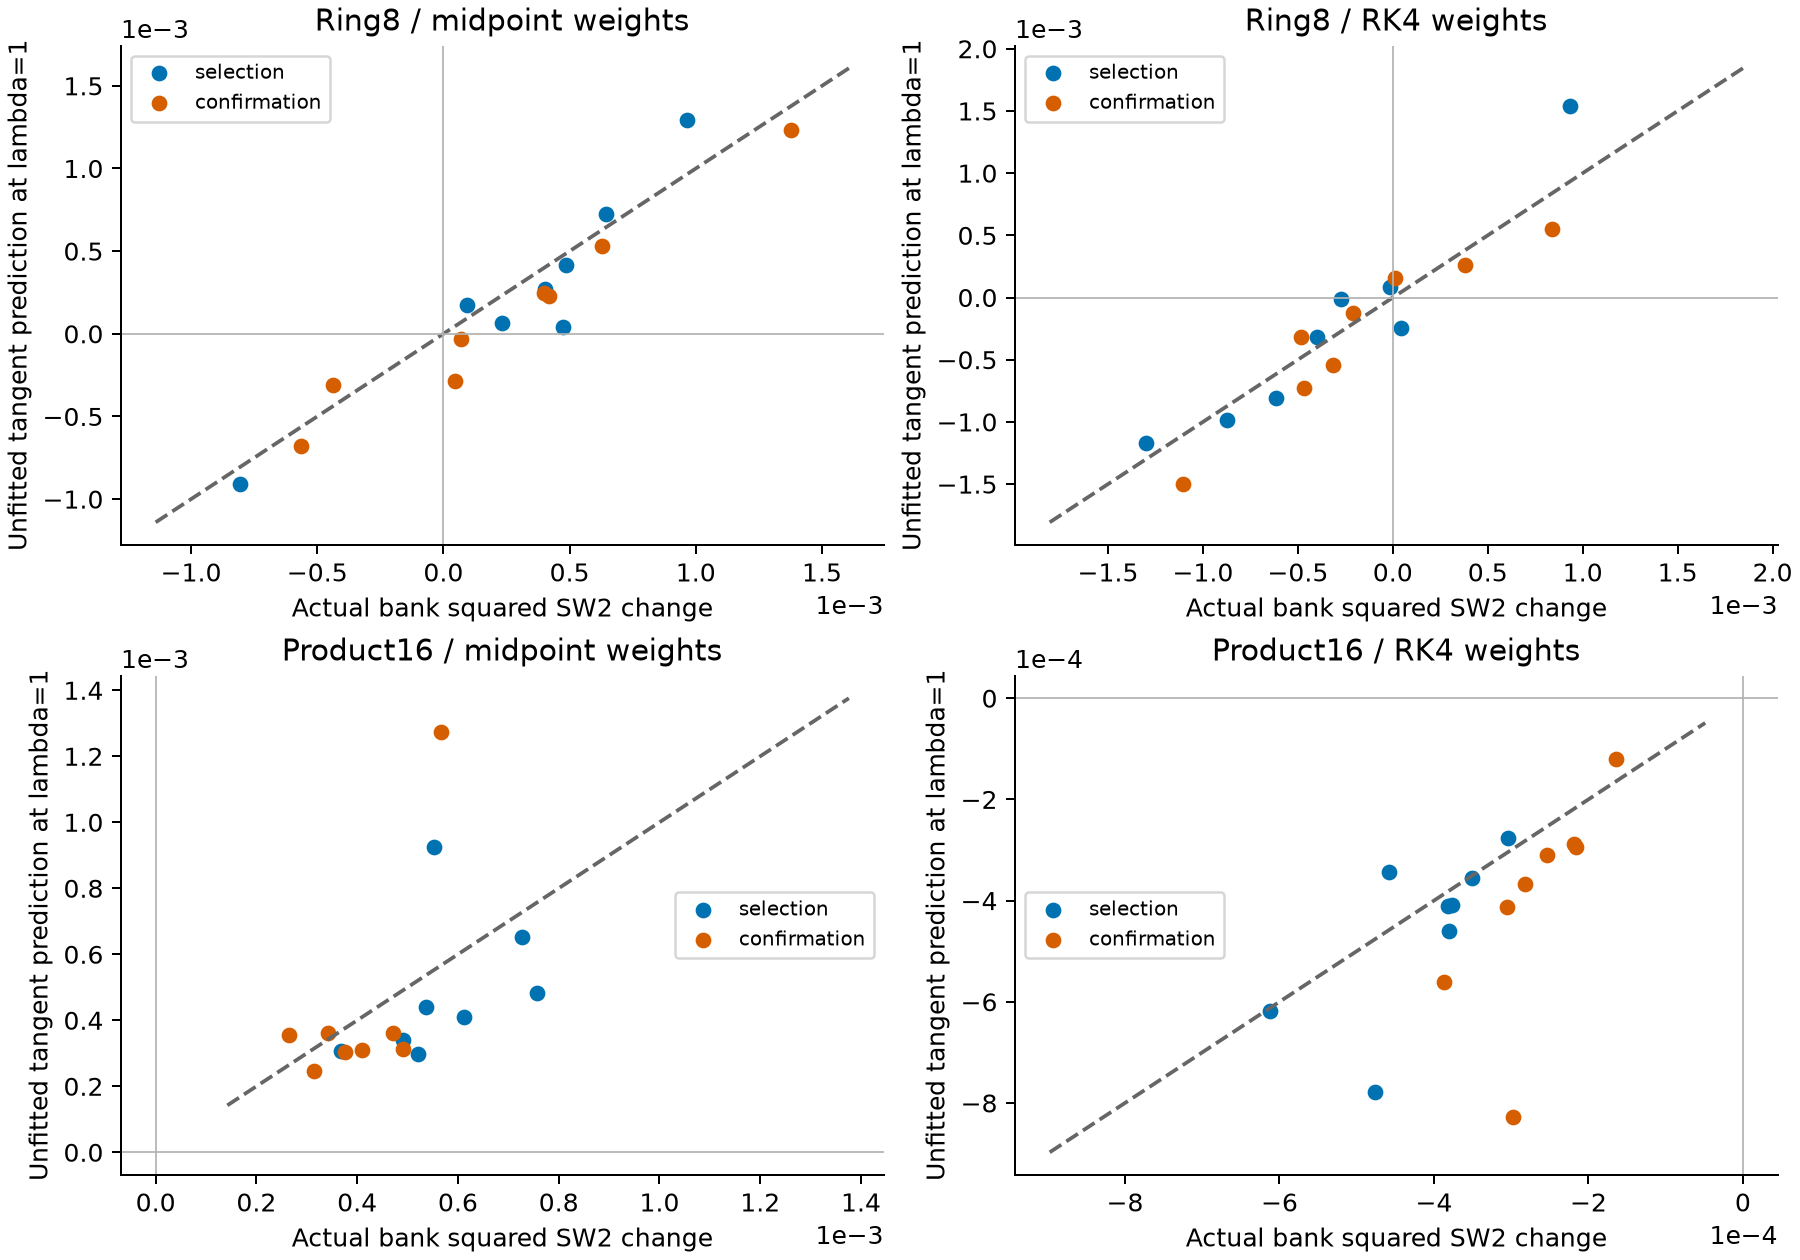 Ring8 / midpoint weights
1e−3
Unfitted tangent prediction at lambda=1
1.5
1.0
0.5
0.0
−0.5
−1.0
selection
confirmation
−1.0 −0.5 0.0 0.5 1.0 1.5
Actual bank squared SW2 change
1e−3
Ring8 / RK4 weights
1e−3
Unfitted tangent prediction at lambda=1
2.0
1.5
1.0
0.5
0.0
−0.5
−1.0
−1.5
selection
confirmation
−1.5 −1.0 −0.5 0.0 0.5 1.0 1.5 2.0
Actual bank squared SW2 change
1e−3
Product16 / midpoint weights
1e−3
Unfitted tangent prediction at lambda=1
1.4
1.2
1.0
0.8
0.6
0.4
0.2
0.0
selection
confirmation
0.0 0.2 0.4 0.6 0.8 1.0 1.2 1.4
Actual bank squared SW2 change
1e−3
Product16 / RK4 weights
1e−4
Unfitted tangent prediction at lambda=1
0
−2
−4
−6
−8
selection
confirmation
−8 −6 −4 −2 0
Actual bank squared SW2 change
1e−4